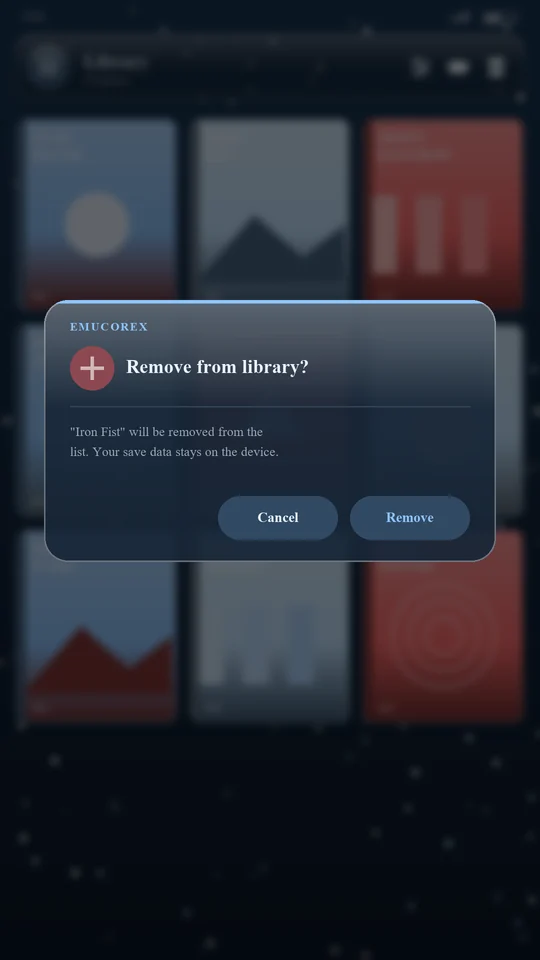 EMUCOREX
Remove from library?
"Iron Fist" will be removed from the
list. Your save data stays on the device.
Cancel
Remove